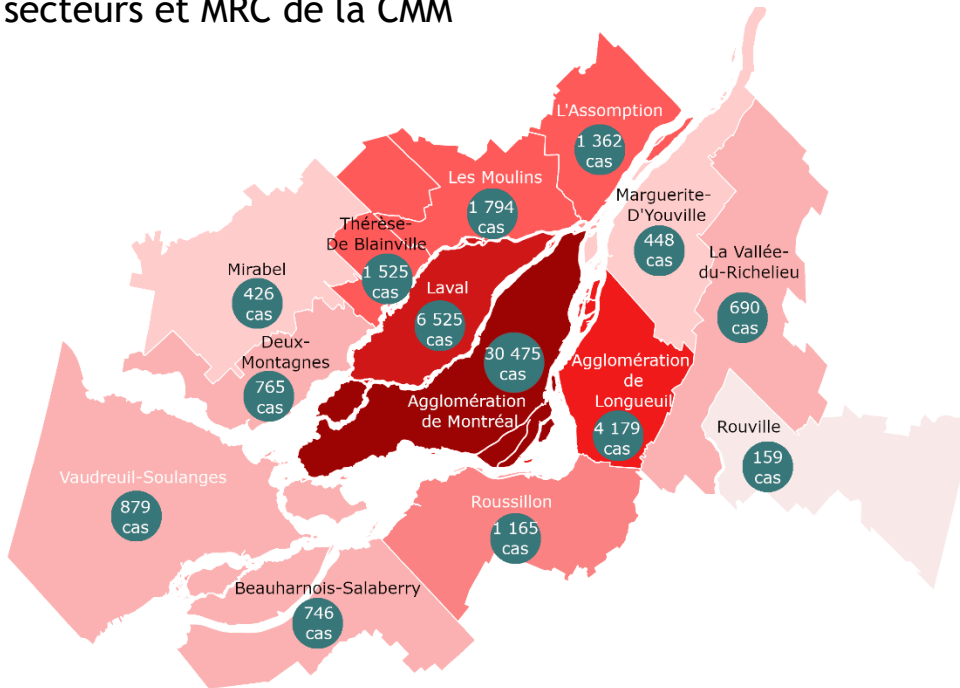 secteurs et MRC de la CMM
L'Assomption
1 362
cas
Les Moulins
1 794
cas
Marguerite-
D'Youville
448
cas
Thérèse-
De Blainville
1 525
cas
La Vallée-
du-Richelieu
690
cas
Mirabel
426
cas
Laval
6 525
cas
Deux-
Montagnes
765
cas
30 475
cas
Agglomération
de Montréal
Agglomération
de
Longueuil
4 179
cas
Rouville
159
cas
Vaudreuil-Soulanges
879
cas
Roussillon
1 165
cas
Beauharnois-Salaberry
746
cas